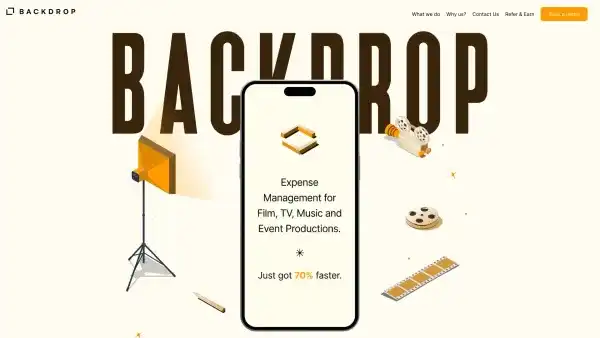 BACKDROP
What we do
Why us?
Contact Us
Refer & Earn
Book a demo
BACKDROP
Expense
Management for
Film, TV, Music and
Event Productions.
Just got 70% faster.